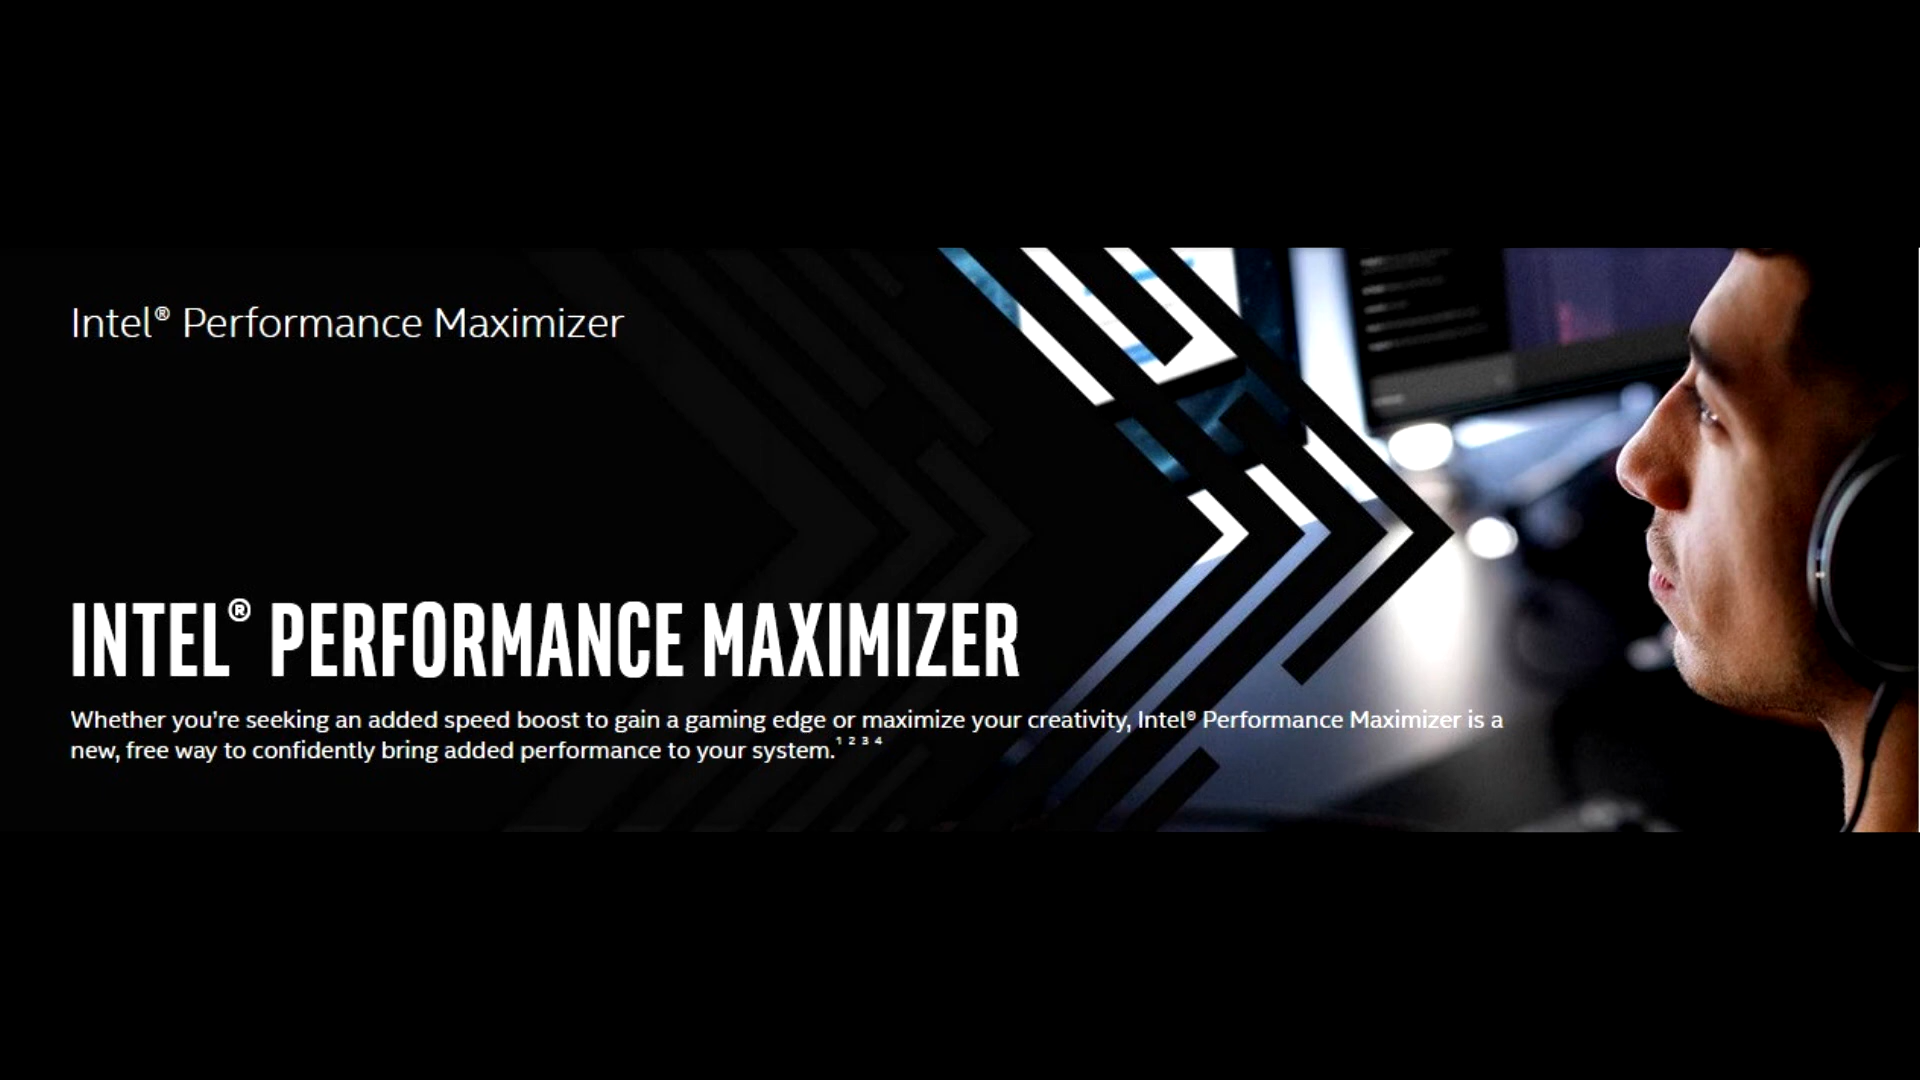 Intel® Performance Maximizer
INTEL® PERFORMANCE MAXIMIZER
Whether you’re seeking an added speed boost to gain a gaming edge or maximize your creativity, Intel® Performance Maximizer is a
new, free way to confidently bring added performance to your system.¹ ² ³ ⁴